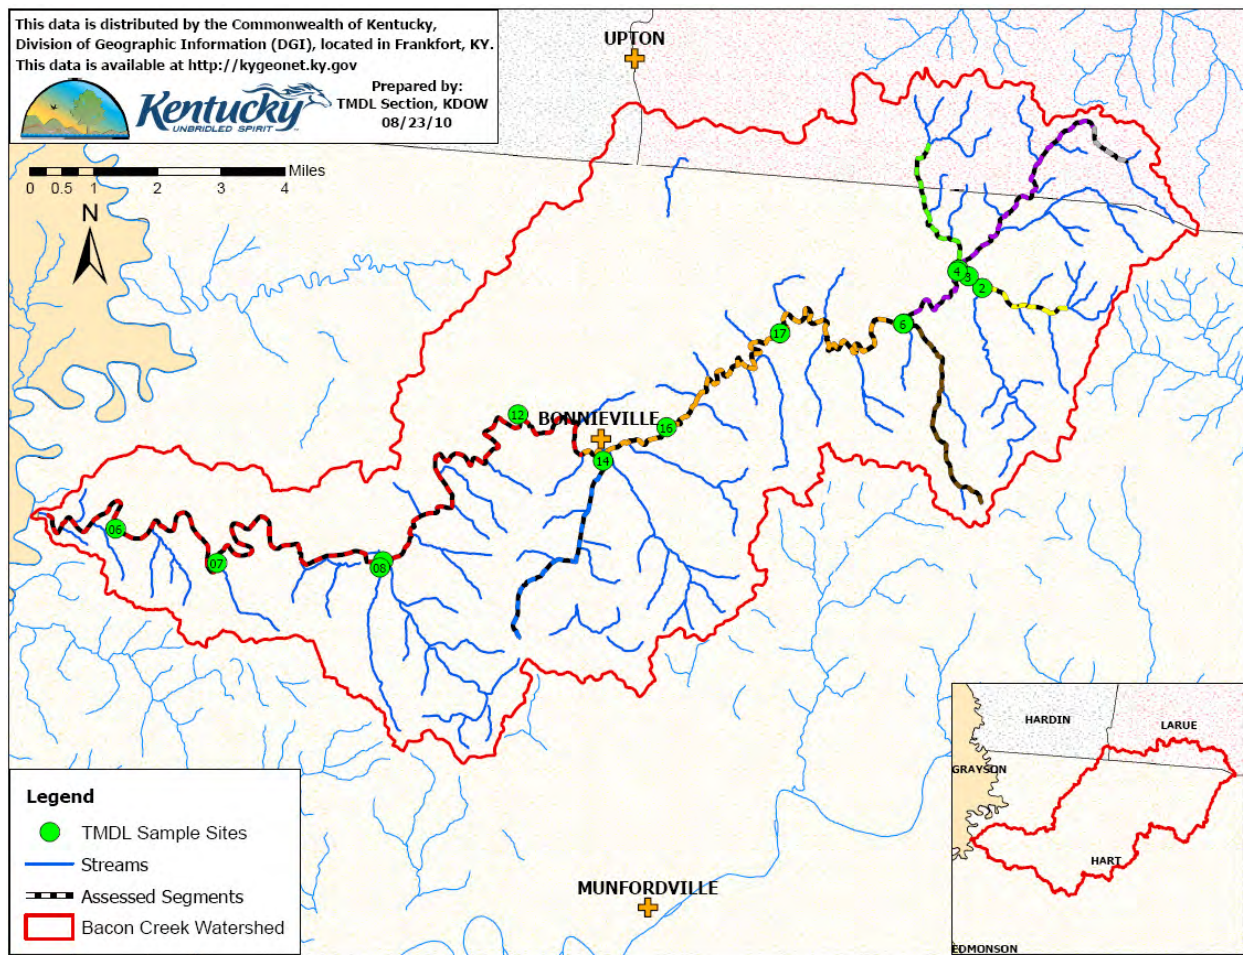 This data is distributed by the Commonwealth of Kentucky,
Division of Geographic Information (DGI), located in Frankfort, KY.
This data is available at http://kygeonet.ky.gov
Kentucky
UNBRIDLED SPIRIT
Prepared by:
TMDL Section, KDOW
08/23/10
Miles
0 0.5 1 2 3 4
N
UPTON
4
3
2
6
17
12
BONNIEVILLE
16
14
06
07
08
MUNFORDVILLE
Legend
TMDL Sample Sites
Streams
Assessed Segments
Bacon Creek Watershed
HARDIN
LARUE
GRAYSON
HART
EDMONSON